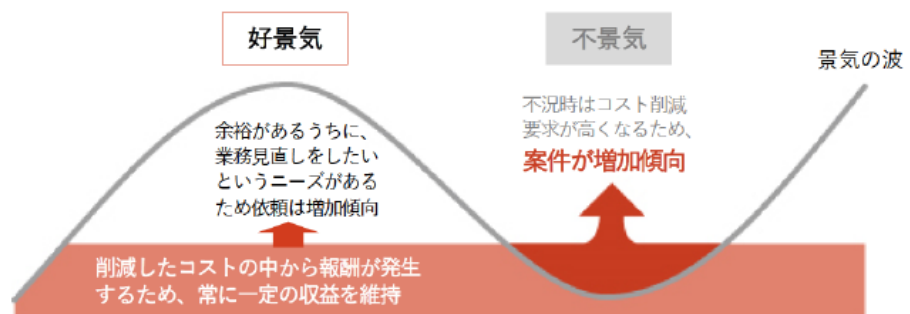 好景気
不景気
景気の波
余裕があるうちに、
業務見直しをしたい
というニーズがある
ため依頼は増加傾向
不況時はコスト削減
要求が高くなるため、
案件が増加傾向
削減したコストの中から報酬が発生
するため、常に一定の収益を維持